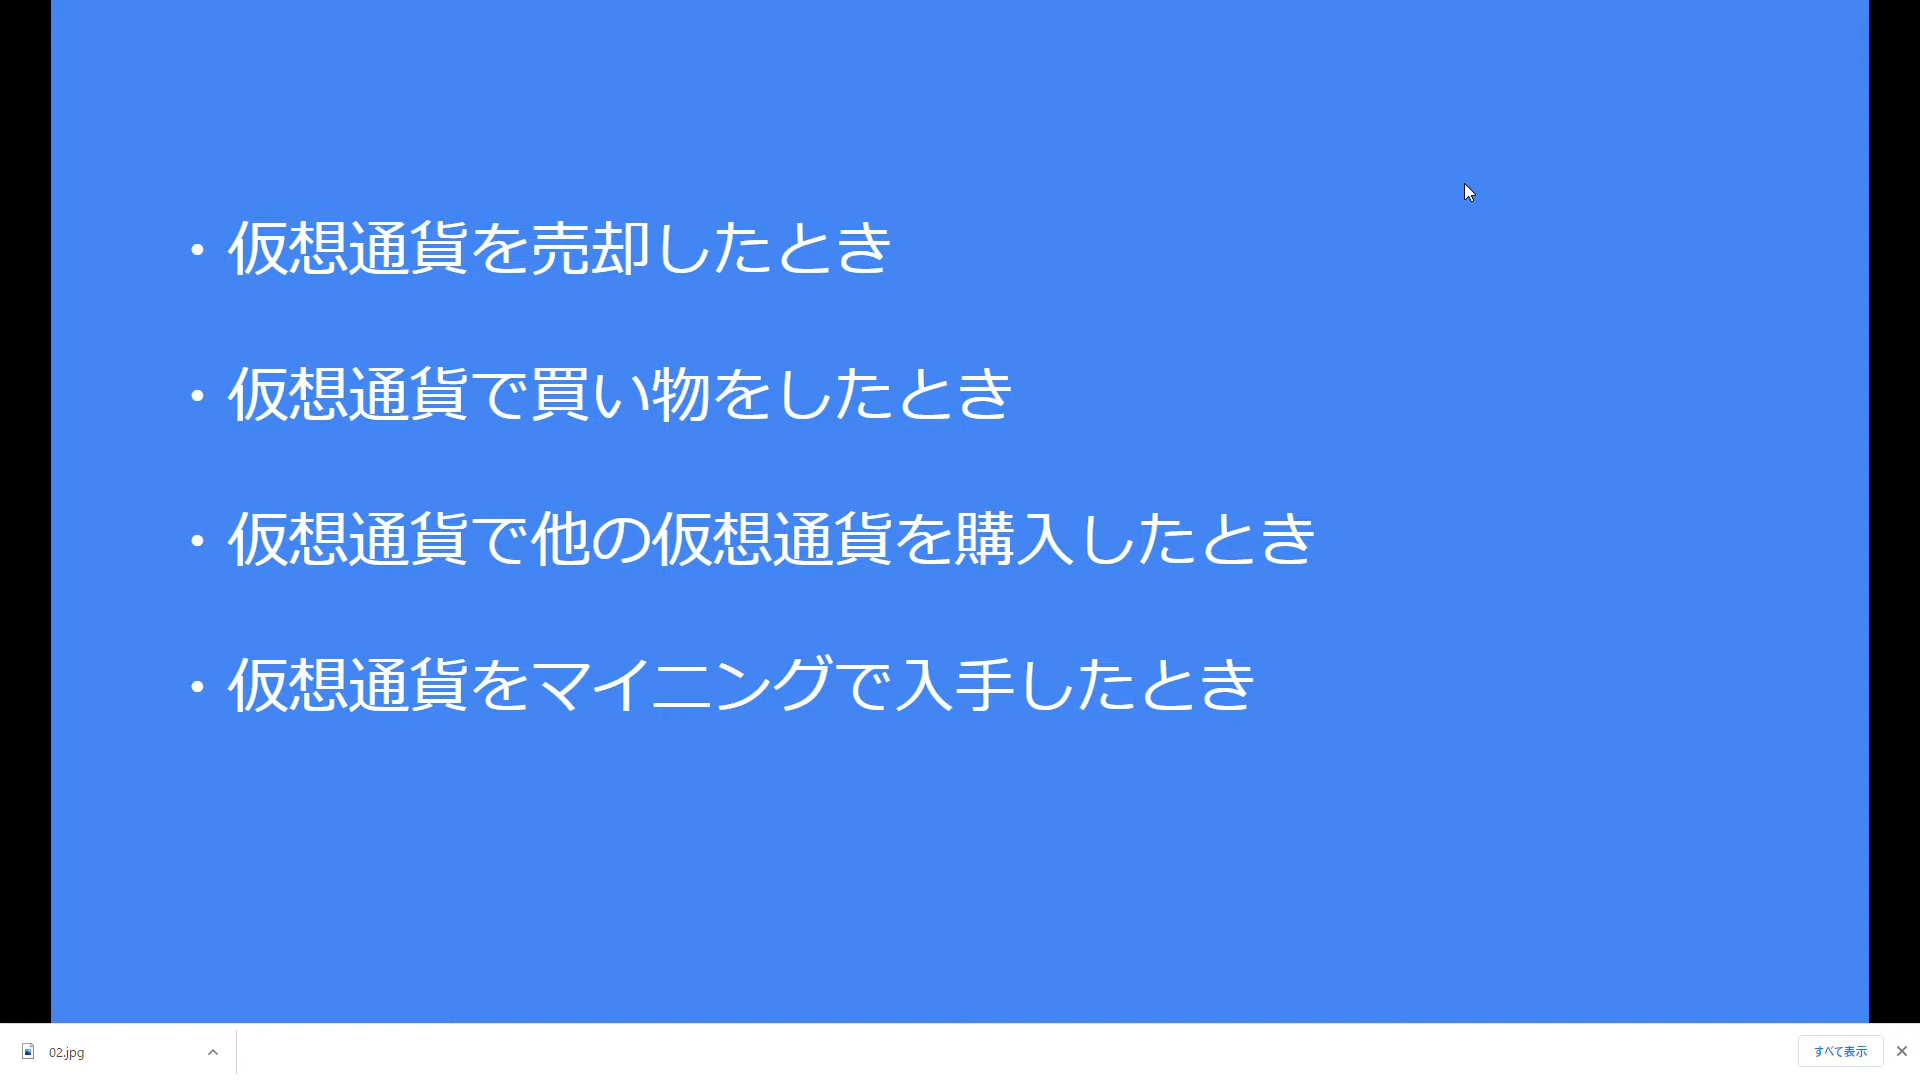 ・仮想通貨を売却したとき
・仮想通貨で買い物をしたとき
・仮想通貨で他の仮想通貨を購入したとき
・仮想通貨をマイニングで入手したとき
02.jpg
すべて表示